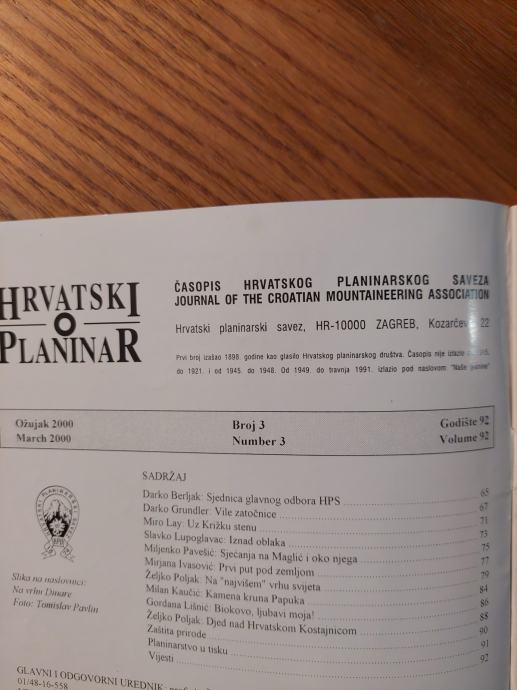 HRVATSKI
PLANINAR
ČASOPIS HRVATSKOG PLANINARSKOG SAVEZA
JOURNAL OF THE CROATIAN MOUNTAINEERING ASSOCIATION
Hrvatski planinarski savez, HR-10000 ZAGREB, Kozarčeva 22
Prvi broj izašao 1898. godine kao glasilo Hrvatskog planinarskog društva. Časopis nije izlazio
do 1921. i od 1945. do 1948. Od 1949. do travnja 1991. izlazio pod naslovom "Naše planine"
Ožujak 2000 Broj 3 Godište 92
March 2000 Number 3 Volume 92
SADRŽAJ
Darko Berljak: Sjednica glavnog odbora HPS 65
Darko Grundler: Vile zatočnice 67
Miro Lay: Uz Križku stenu 71
Slavko Lupoglavac: Iznad oblaka 73
Miljenko Pavešić: Sjećanja na Maglić i oko njega 75
Mirjana Ivasović: Prvi put pod zemljom 77
Željko Poljak: Na "najvišem" vrhu svijeta 79
Milan Kaučić: Kamena kruna Papuka 84
Gordana Lišnić: Biokovo, ljubavi moja! 86
Željko Poljak: Djed nad Hrvatskom Kostajnicom 88
Zaštita prirode 90
Planinarstvo u tisku 91
Vijesti 92
Slika na naslovnici:
Na vrhu Dinare
Foto: Tomislav Pavlin
GLAVNI I ODGOVORNI UREDNIK:
01/48-16-558